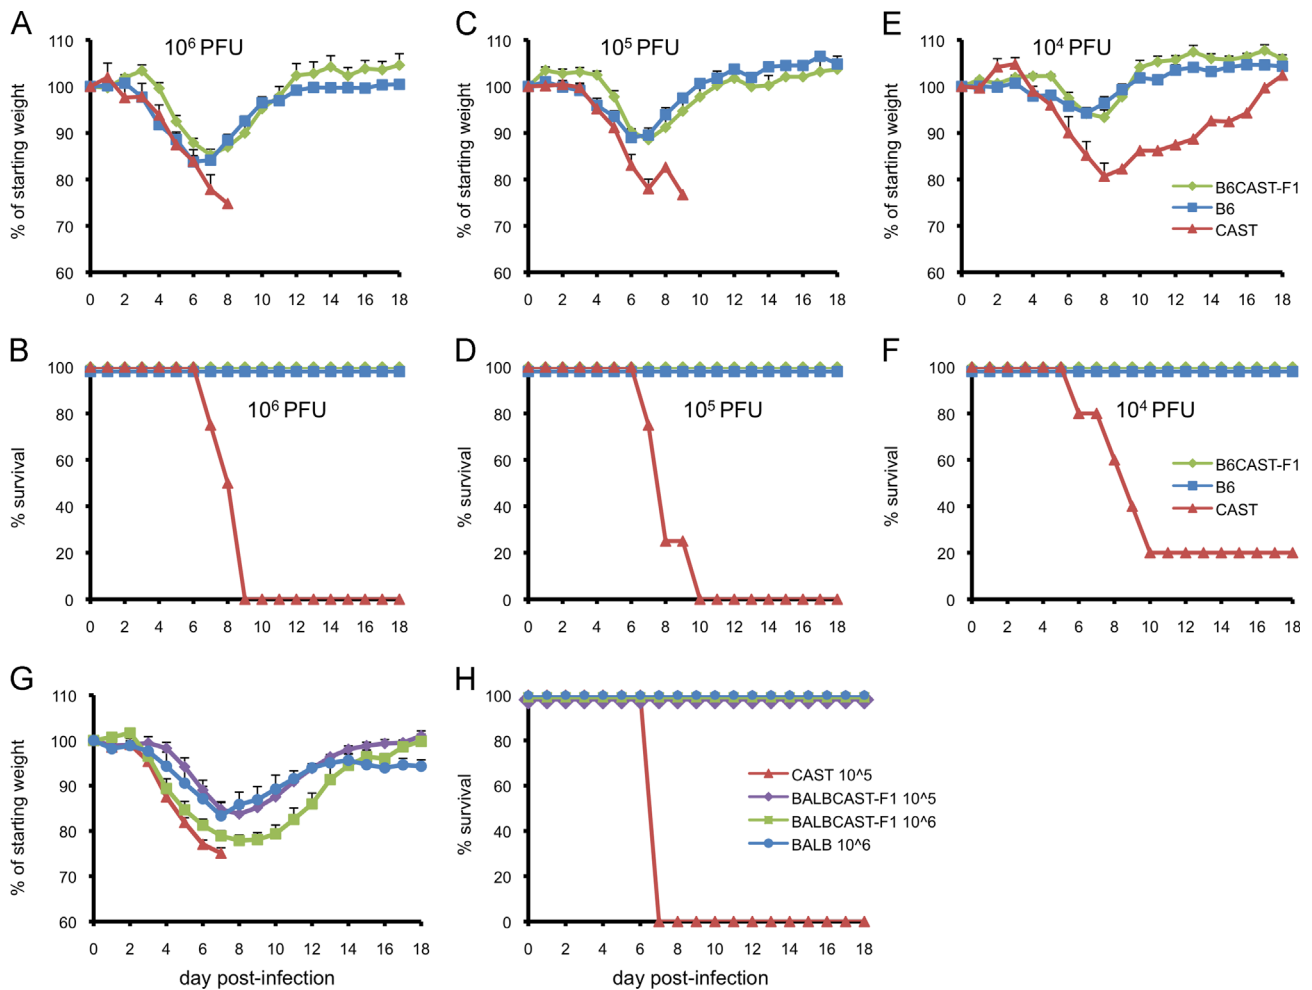 A
10⁶ PFU
% of starting weight
110
100
90
80
70
60
0 2 4 6 8 10 12 14 16 18
C
10⁵ PFU
% of starting weight
110
100
90
80
70
60
0 2 4 6 8 10 12 14 16 18
E
10⁴ PFU
% of starting weight
110
100
90
80
70
60
0 2 4 6 8 10 12 14 16 18
B6CAST-F1
B6
CAST
B
10⁶ PFU
% survival
100
80
60
40
20
0
0 2 4 6 8 10 12 14 16 18
D
10⁵ PFU
% survival
100
80
60
40
20
0
0 2 4 6 8 10 12 14 16 18
F
10⁴ PFU
% survival
100
80
60
40
20
0
0 2 4 6 8 10 12 14 16 18
B6CAST-F1
B6
CAST
G
% of starting weight
110
100
90
80
70
60
0 2 4 6 8 10 12 14 16 18
day post-infection
H
% survival
100
80
60
40
20
0
0 2 4 6 8 10 12 14 16 18
day post-infection
CAST 10^5
BALBCAST-F1 10^5
BALBCAST-F1 10^6
BALB 10^6